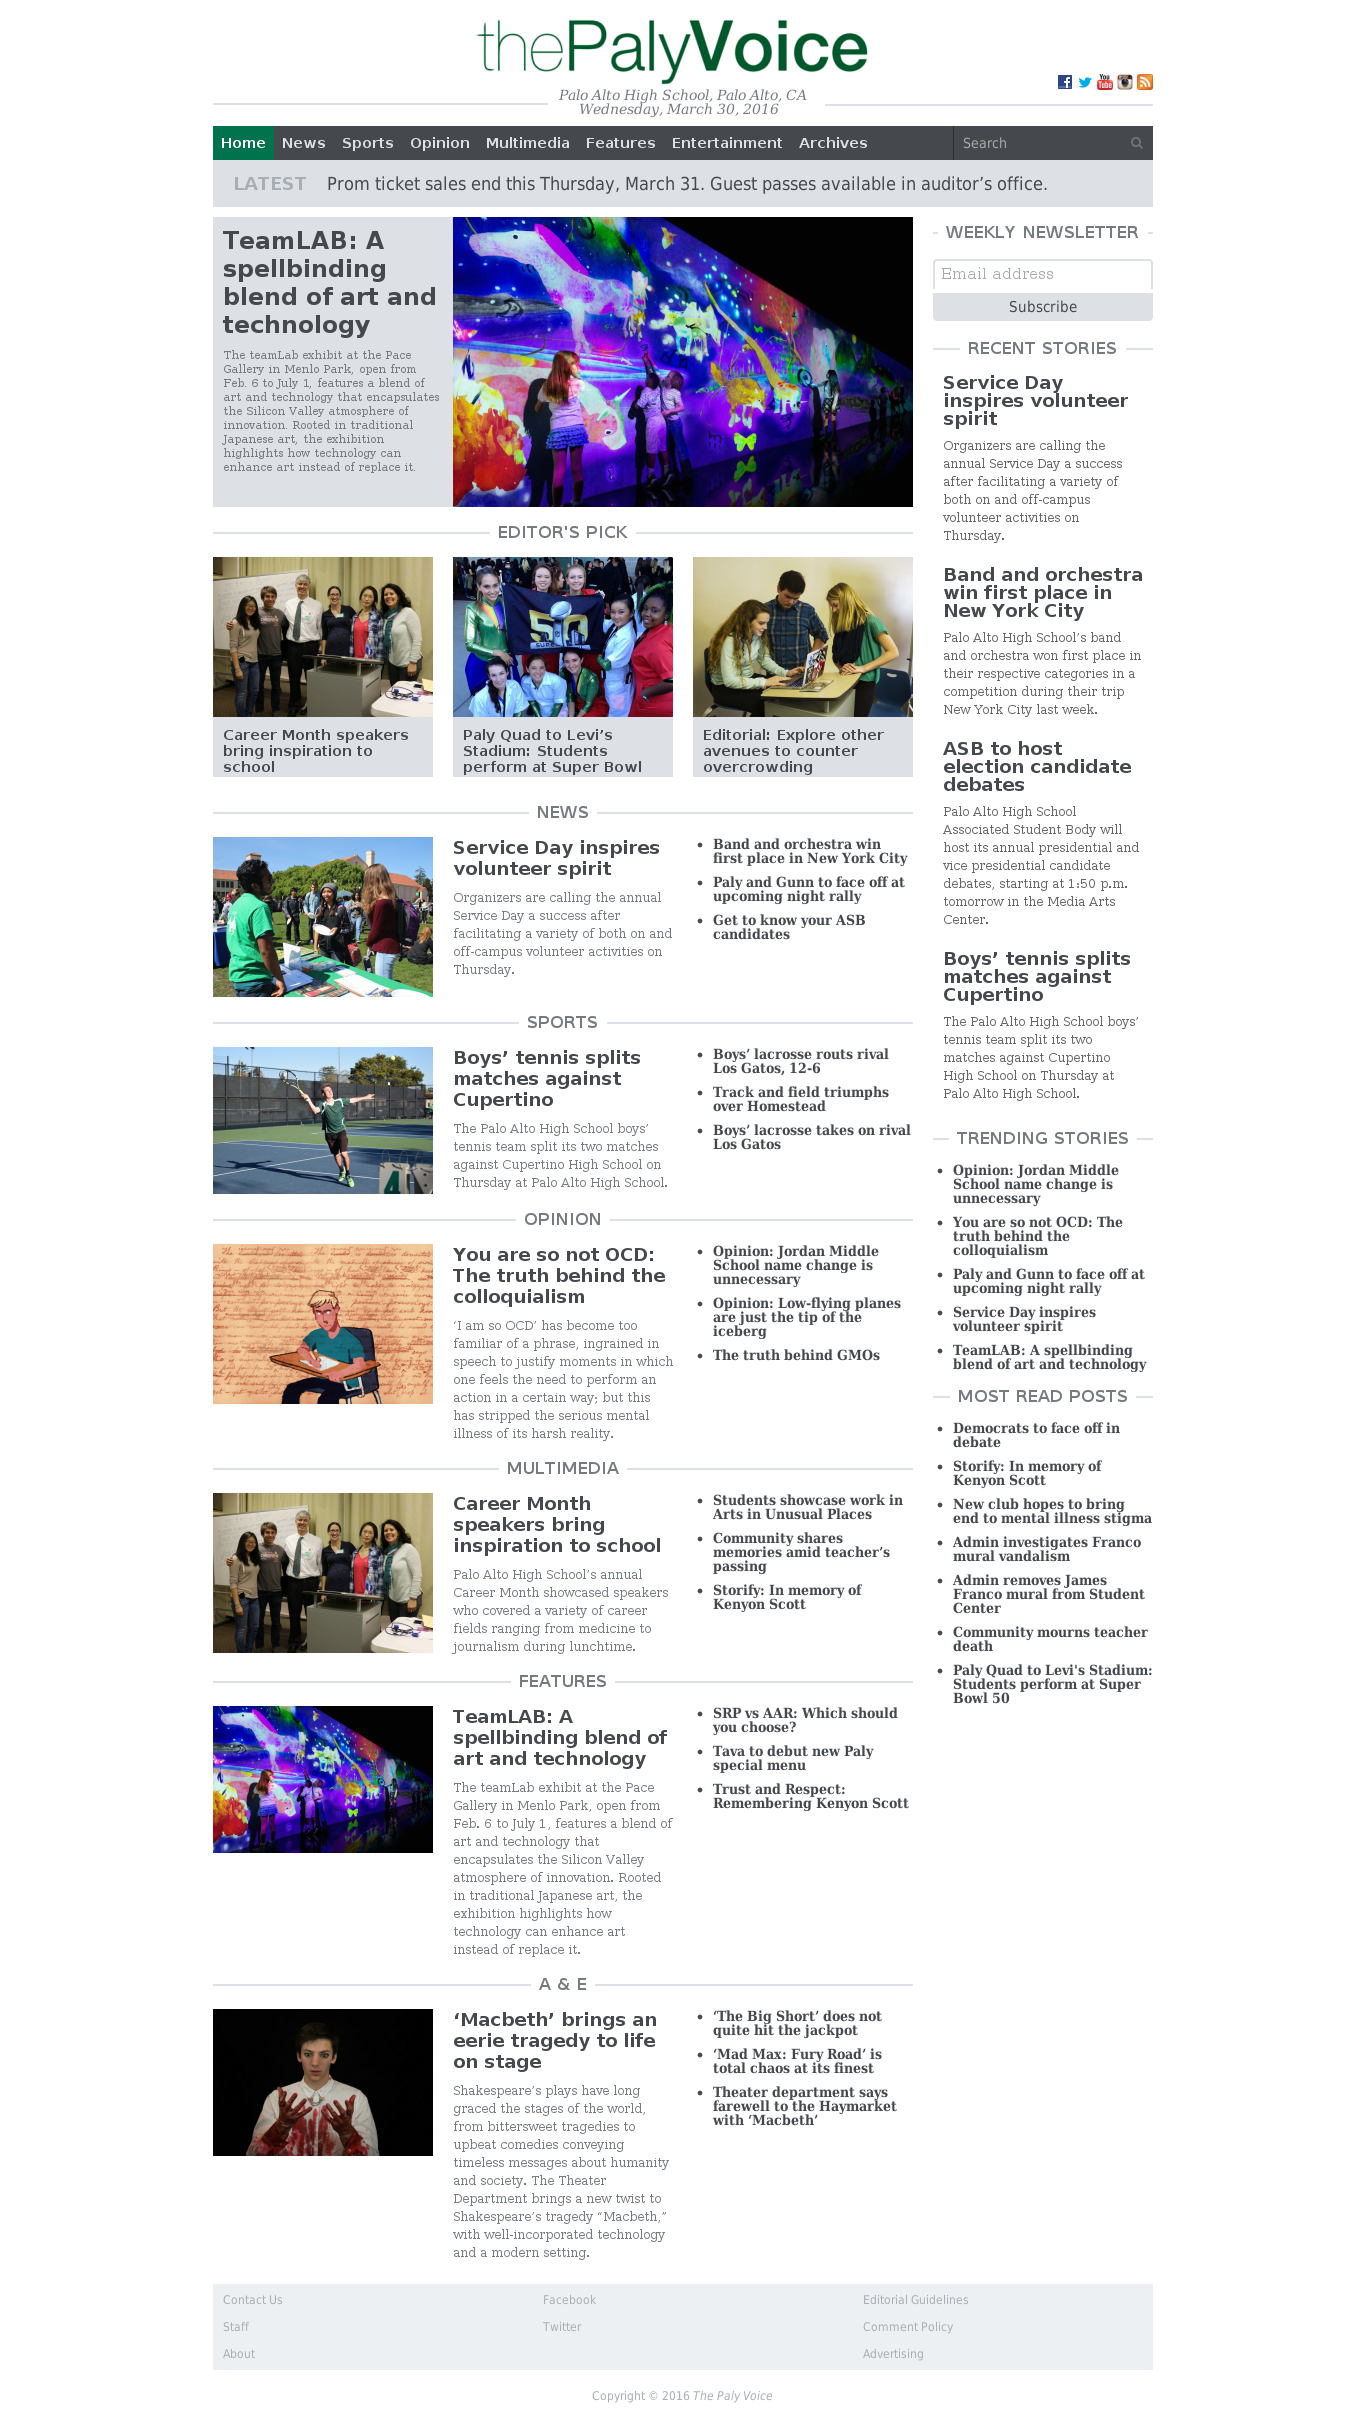 thePalyVoice
Palo Alto High School, Palo Alto, CA
Wednesday, March 30, 2016
Home News Sports Opinion Multimedia Features Entertainment Archives Search
LATEST Prom ticket sales end this Thursday, March 31. Guest passes available in auditor’s office.
TeamLAB: A
spellbinding
blend of art and
technology
The teamLab exhibit at the Pace
Gallery in Menlo Park, open from
Feb. 6 to July 1, features a blend of
art and technology that encapsulates
the Silicon Valley atmosphere of
innovation. Rooted in traditional
Japanese art, the exhibition
highlights how technology can
enhance art instead of replace it.
EDITOR'S PICK
Career Month speakers
bring inspiration to
school
Paly Quad to Levi’s
Stadium: Students
perform at Super Bowl
Editorial: Explore other
avenues to counter
overcrowding
NEWS
Service Day inspires
volunteer spirit
Organizers are calling the annual
Service Day a success after
facilitating a variety of both on and
off-campus volunteer activities on
Thursday.
Band and orchestra win
first place in New York City
Paly and Gunn to face off at
upcoming night rally
Get to know your ASB
candidates
SPORTS
Boys’ tennis splits
matches against
Cupertino
The Palo Alto High School boys’
tennis team split its two matches
against Cupertino High School on
Thursday at Palo Alto High School.
Boys’ lacrosse routs rival
Los Gatos, 12-6
Track and field triumphs
over Homestead
Boys’ lacrosse takes on rival
Los Gatos
OPINION
You are so not OCD:
The truth behind the
colloquialism
‘I am so OCD’ has become too
familiar of a phrase, ingrained in
speech to justify moments in which
one feels the need to perform an
action in a certain way; but this
has stripped the serious mental
illness of its harsh reality.
Opinion: Jordan Middle
School name change is
unnecessary
Opinion: Low-flying planes
are just the tip of the
iceberg
The truth behind GMOs
MULTIMEDIA
Career Month
speakers bring
inspiration to school
Palo Alto High School’s annual
Career Month showcased speakers
who covered a variety of career
fields ranging from medicine to
journalism during lunchtime.
Students showcase work in
Arts in Unusual Places
Community shares
memories amid teacher’s
passing
Storify: In memory of
Kenyon Scott
FEATURES
TeamLAB: A
spellbinding blend of
art and technology
The teamLab exhibit at the Pace
Gallery in Menlo Park, open from
Feb. 6 to July 1, features a blend of
art and technology that
encapsulates the Silicon Valley
atmosphere of innovation. Rooted
in traditional Japanese art, the
exhibition highlights how
technology can enhance art
instead of replace it.
SRP vs AAR: Which should
you choose?
Tava to debut new Paly
special menu
Trust and Respect:
Remembering Kenyon Scott
A & E
‘Macbeth’ brings an
eerie tragedy to life
on stage
Shakespeare’s plays have long
graced the stages of the world,
from bittersweet tragedies to
upbeat comedies conveying
timeless messages about humanity
and society. The Theater
Department brings a new twist to
Shakespeare’s tragedy “Macbeth,”
with well-incorporated technology
and a modern setting.
‘The Big Short’ does not
quite hit the jackpot
‘Mad Max: Fury Road’ is
total chaos at its finest
Theater department says
farewell to the Haymarket
with ‘Macbeth’
WEEKLY NEWSLETTER
Email address
Subscribe
RECENT STORIES
Service Day
inspires volunteer
spirit
Organizers are calling the
annual Service Day a success
after facilitating a variety of
both on and off-campus
volunteer activities on
Thursday.
Band and orchestra
win first place in
New York City
Palo Alto High School’s band
and orchestra won first place in
their respective categories in a
competition during their trip
New York City last week.
ASB to host
election candidate
debates
Palo Alto High School
Associated Student Body will
host its annual presidential and
vice presidential candidate
debates, starting at 1:50 p.m.
tomorrow in the Media Arts
Center.
Boys’ tennis splits
matches against
Cupertino
The Palo Alto High School boys’
tennis team split its two
matches against Cupertino
High School on Thursday at
Palo Alto High School.
TRENDING STORIES
Opinion: Jordan Middle
School name change is
unnecessary
You are so not OCD: The
truth behind the
colloquialism
Paly and Gunn to face off at
upcoming night rally
Service Day inspires
volunteer spirit
TeamLAB: A spellbinding
blend of art and technology
MOST READ POSTS
Democrats to face off in
debate
Storify: In memory of
Kenyon Scott
New club hopes to bring
end to mental illness stigma
Admin investigates Franco
mural vandalism
Admin removes James
Franco mural from Student
Center
Community mourns teacher
death
Paly Quad to Levi's Stadium:
Students perform at Super
Bowl 50
Contact Us
Staff
About
Facebook
Twitter
Editorial Guidelines
Comment Policy
Advertising
Copyright © 2016 The Paly Voice